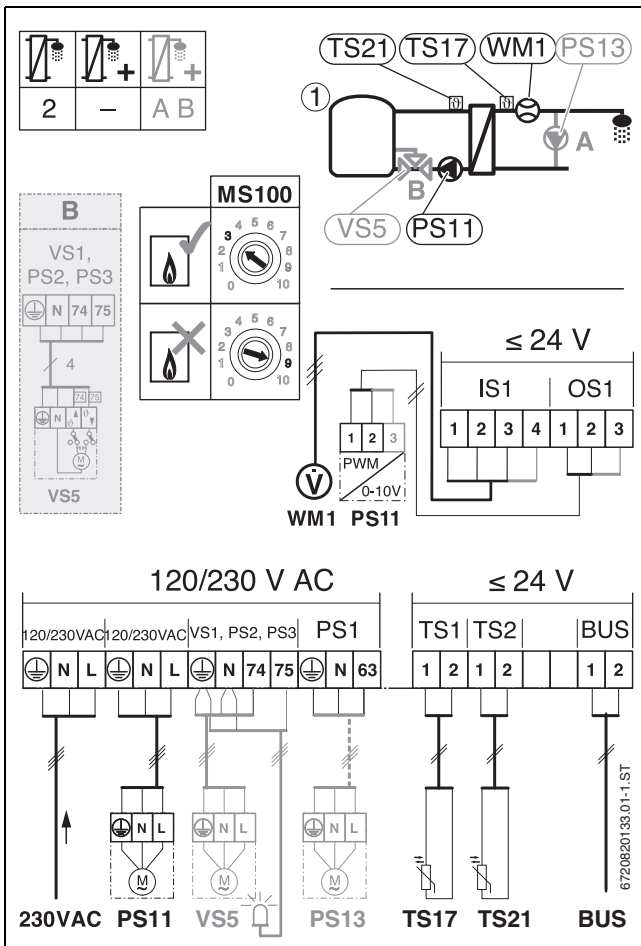 2 – A B
TS21 TS17 WM1 PS13
1
A
B
VS5 PS11
B
VS1,
PS2, PS3
N 74 75
4
74 75
N
M
~
VS5
MS100
0 1 2 3 4 5 6 7 8 9 10
0 1 2 3 4 5 6 7 8 9 10
≤ 24 V
IS1 OS1
1 2 3 4 1 2 3
1 2 3
PWM
0-10V
V̇
WM1 PS11
120/230 V AC ≤ 24 V
120/230VAC 120/230VAC VS1, PS2, PS3 PS1 TS1 TS2 BUS
N L N L N 74 75 N 63 1 2 1 2 1 2
N L N L N L
M M M
~ ~ ~
230VAC PS11 VS5 PS13 TS17 TS21 BUS
6720820133.01-1.ST